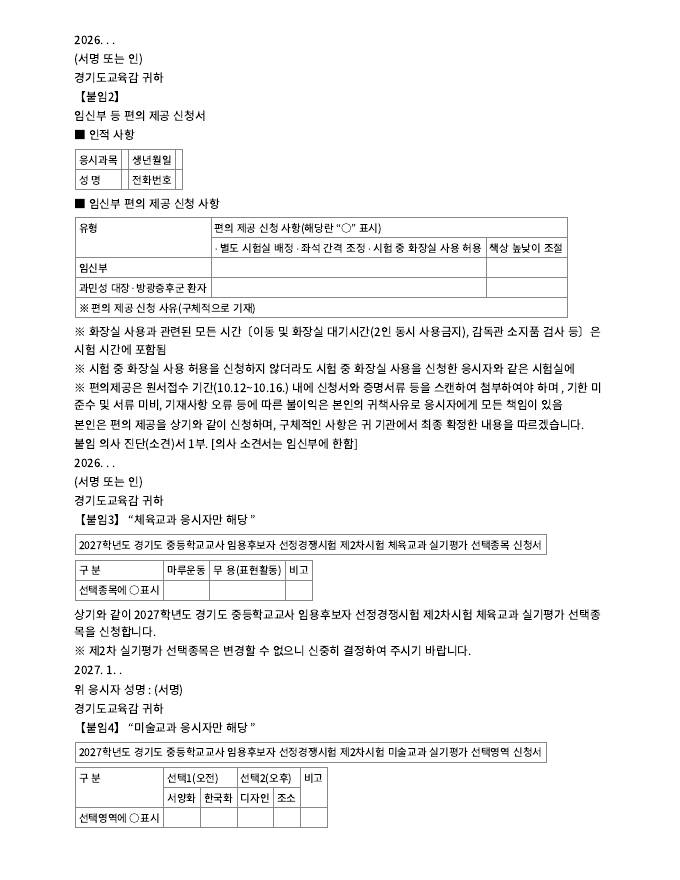 2026. . .
(서명 또는 인)
경기도교육감 귀하
【붙임2】
임신부 등 편의 제공 신청서
■ 인적 사항
응시과목 생년월일
성 명 전화번호
■ 임신부 편의 제공 신청 사항
유형 편의 제공 신청 사항(해당란 “○” 표시)
· 별도 시험실 배정 · 좌석 간격 조정 · 시험 중 화장실 사용 허용 책상 높낮이 조절
임신부
과민성 대장·방광증후군 환자
※ 편의 제공 신청 사유(구체적으로 기재)
※ 화장실 사용과 관련된 모든 시간〔이동 및 화장실 대기시간(2인 동시 사용금지), 감독관 소지품 검사 등〕은
시험 시간에 포함됨
※ 시험 중 화장실 사용 허용을 신청하지 않더라도 시험 중 화장실 사용을 신청한 응시자와 같은 시험실에
※ 편의제공은 원서접수 기간(10.12~10.16.) 내에 신청서와 증명서류 등을 스캔하여 첨부하여야 하며 , 기한 미
준수 및 서류 미비, 기재사항 오류 등에 따른 불이익은 본인의 귀책사유로 응시자에게 모든 책임이 있음
본인은 편의 제공을 상기와 같이 신청하며, 구체적인 사항은 귀 기관에서 최종 확정한 내용을 따르겠습니다.
붙임 의사 진단(소견)서 1부. [의사 소견서는 임신부에 한함]
2026. . .
(서명 또는 인)
경기도교육감 귀하
【붙임3】 “체육교과 응시자만 해당 ”
2027학년도 경기도 중등학교교사 임용후보자 선정경쟁시험 제2차시험 체육교과 실기평가 선택종목 신청서
구 분 마루운동 무 용(표현활동) 비고
선택종목에 ○표시
상기와 같이 2027학년도 경기도 중등학교교사 임용후보자 선정경쟁시험 제2차시험 체육교과 실기평가 선택종
목을 신청합니다.
※ 제2차 실기평가 선택종목은 변경할 수 없으니 신중히 결정하여 주시기 바랍니다.
2027. 1. .
위 응시자 성명 : (서명)
경기도교육감 귀하
【붙임4】 “미술교과 응시자만 해당 ”
2027학년도 경기도 중등학교교사 임용후보자 선정경쟁시험 제2차시험 미술교과 실기평가 선택영역 신청서
구 분 선택1(오전) 선택2(오후) 비고
서양화 한국화 디자인 조소
선택영역에 ○표시